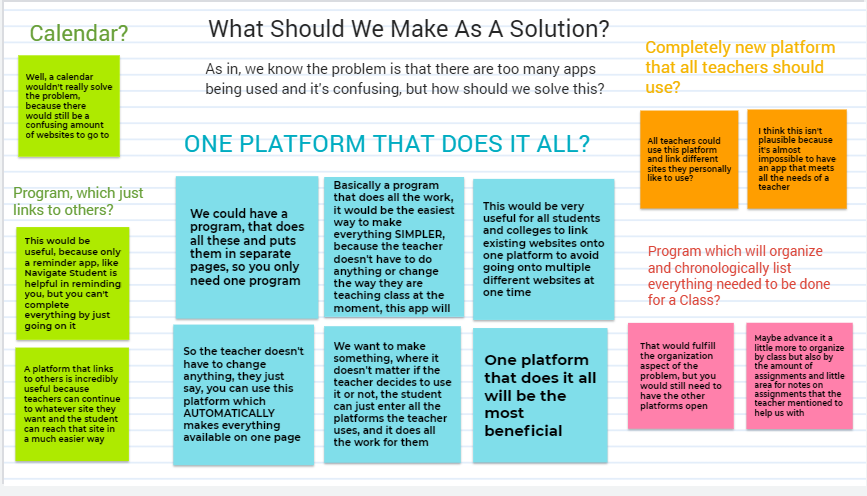 What Should We Make As A Solution?
As in, we know the problem is that there are too many apps
being used and it's confusing, but how should we solve this?
Calendar?
Well, a calendar
wouldn't really solve
the problem,
because there
would still be a
confusing amount
of websites to go to
Program, which just
links to others?
This would be
useful, because only
a reminder app, like
Navigate Student is
helpful in reminding
you, but you can't
complete
everything by just
going on it
A platform that links
to others is incredibly
useful because
teachers can continue
to whatever site they
want and the student
can reach that site in
a much easier way
ONE PLATFORM THAT DOES IT ALL?
We could have a
program, that does
all these and puts
them in separate
pages, so you only
need one program
Basically a program
that does all the work,
it would be the easiest
way to make
everything SIMPLER,
because the teacher
doesn't have to do
anything or change
the way they are
teaching class at the
moment, this app will
This would be very
useful for all students
and colleges to link
existing websites onto
one platform to avoid
going onto multiple
different websites at
one time
So the teacher doesn't
have to change
anything, they just
say, you can use this
platform which
AUTOMATICALLY
makes everything
available on one page
We want to make
something, where it
doesn't matter if the
teacher decides to use
it or not, the student
can just enter all the
platforms the teacher
uses, and it does all
the work for them
One platform
that does it all
will be the
most
beneficial
Completely new platform
that all teachers should
use?
All teachers could
use this platform
and link different
sites they personally
like to use?
I think this isn't
plausible because
it's almost
impossible to have
an app that meets
all the needs of a
teacher
Program which will organize
and chronologically list
everything needed to be done
for a Class?
That would fulfill
the organization
aspect of the
problem, but you
would still need to
have the other
platforms open
Maybe advance it a
little more to organize
by class but also by
the amount of
assignments and little
area for notes on
assignments that the
teacher mentioned to
help us with